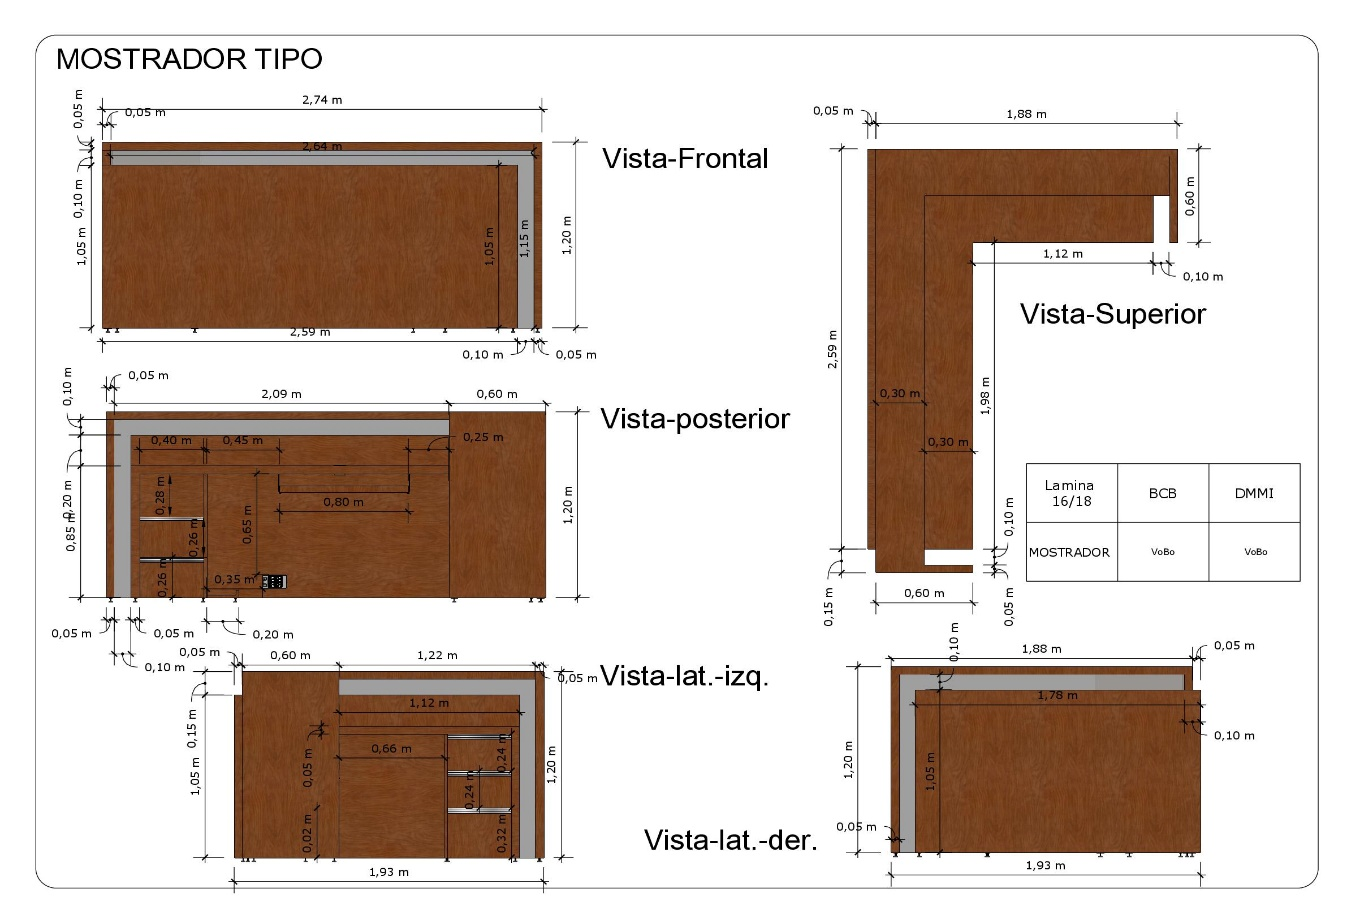 MOSTRADOR TIPO
2,74 m
0,05 m
0,05 m
2,64 m
0,10 m
1,05 m
1,05 m
1,15 m
1,20 m
2,59 m
0,10 m
0,05 m
Vista-Frontal
0,05 m
1,88 m
2,59 m
0,60 m
1,12 m
0,10 m
Vista-Superior
0,30 m
0,30 m
1,98 m
0,10 m
0,15 m
0,60 m
0,05 m
0,10 m
0,05 m
2,09 m
0,60 m
Vista-posterior
0,40 m
0,45 m
0,25 m
0,20 m
0,85 m
0,28 m
0,26 m
0,26 m
0,65 m
0,80 m
0,35 m
1,20 m
0,05 m
0,05 m
0,20 m
0,10 m
Lamina
16/18
BCB
DMMI
MOSTRADOR
VoBo
VoBo
0,05 m
0,60 m
1,22 m
0,05 m
Vista-lat.-izq.
0,15 m
1,05 m
1,12 m
0,66 m
0,05 m
0,02 m
0,24 m
0,24 m
0,32 m
1,20 m
1,93 m
Vista-lat.-der.
0,10 m
1,88 m
0,05 m
1,78 m
0,10 m
1,20 m
1,05 m
0,05 m
1,93 m